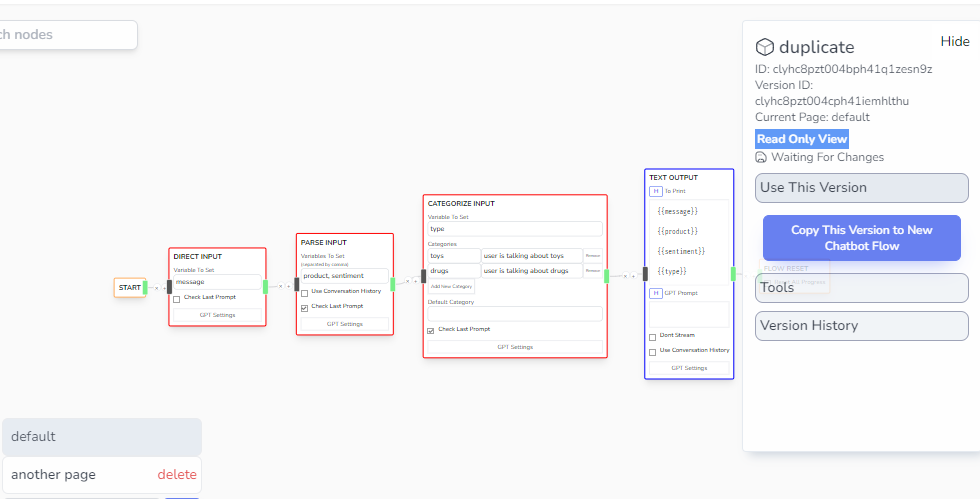 ch nodes
duplicate
Hide
ID: clyhc8pzt004bph41q1zesn9z
Version ID:
clyhc8pzt004cph41iemhlthu
Current Page: default
Read Only View
Waiting For Changes
Use This Version
Copy This Version to New
Chatbot Flow
FLOW RESET
Tools
Version History
START
DIRECT INPUT
Variable To Set
message
Check Last Prompt
GPT Settings
PARSE INPUT
Variables To Set
(separated by comma)
product, sentiment
Use Conversation History
Check Last Prompt
GPT Settings
CATEGORIZE INPUT
Variable To Set
type
Categories
toys
user is talking about toys
Remove
drugs
user is talking about drugs
Remove
Add New Category
Default Category
Check Last Prompt
GPT Settings
TEXT OUTPUT
H To Print
{{message}}
{{product}}
{{sentiment}}
{{type}}
H GPT Prompt
Dont Stream
Use Conversation History
GPT Settings
default
another page
delete